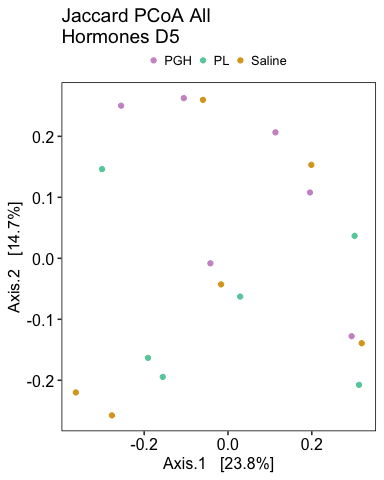 Jaccard PCoA All
Hormones D5
PGH PL Saline
0.2
0.1
0.0
-0.1
-0.2
Axis.2 [14.7%]
-0.2 0.0 0.2
Axis.1 [23.8%]